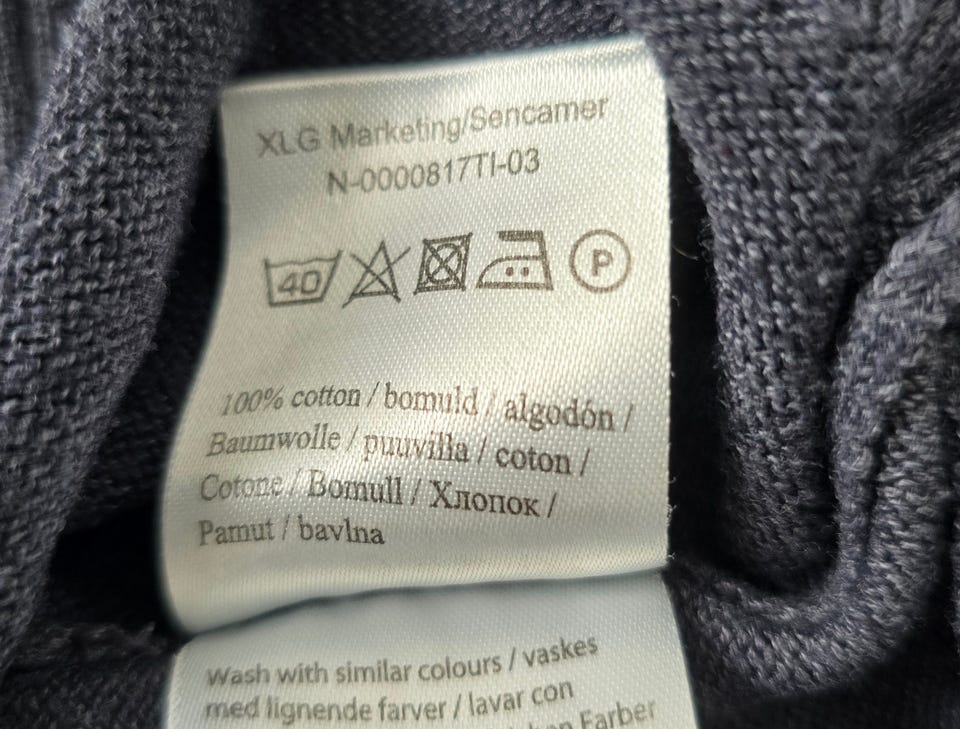 XLG Marketing/Sencamer
N-0000817TI-03
40 P
100% cotton / bomuld / algodón /
Baumwolle / puuvilla / coton /
Cotone / Bomull / Хлопок /
Pamut / bavlna
Wash with similar colours / vaskes
med lignende farver / lavar con
Farber